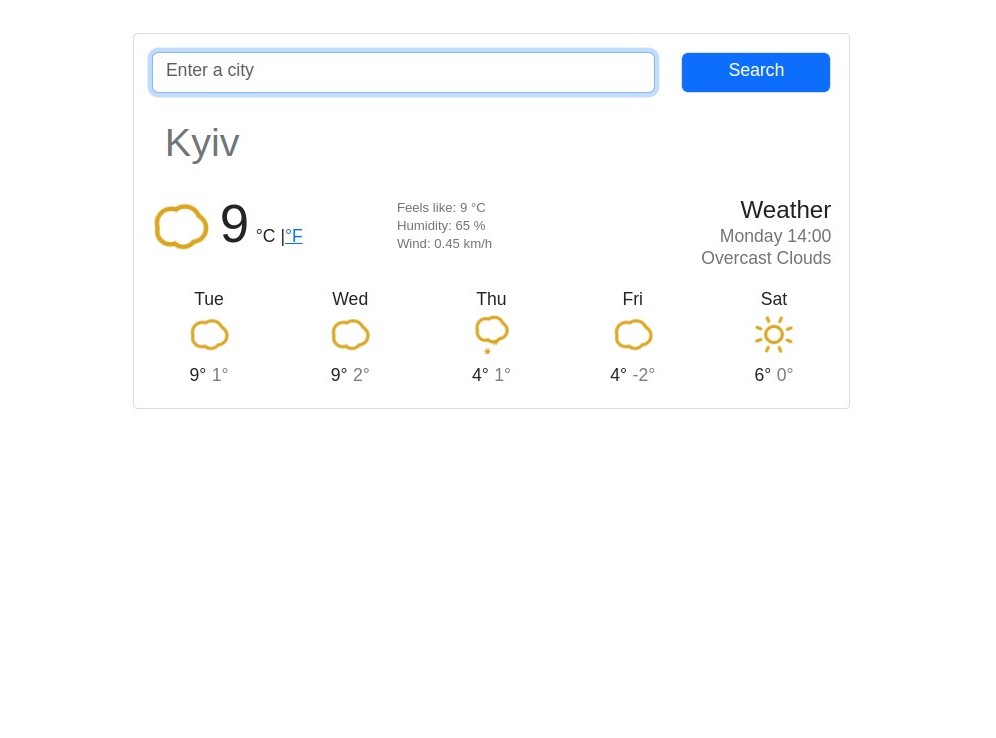 Enter a city
Search
Kyiv
9 °C |°F
Feels like: 9 °C
Humidity: 65 %
Wind: 0.45 km/h
Weather
Monday 14:00
Overcast Clouds
Tue Wed Thu Fri Sat
9° 1° 9° 2° 4° 1° 4° -2° 6° 0°